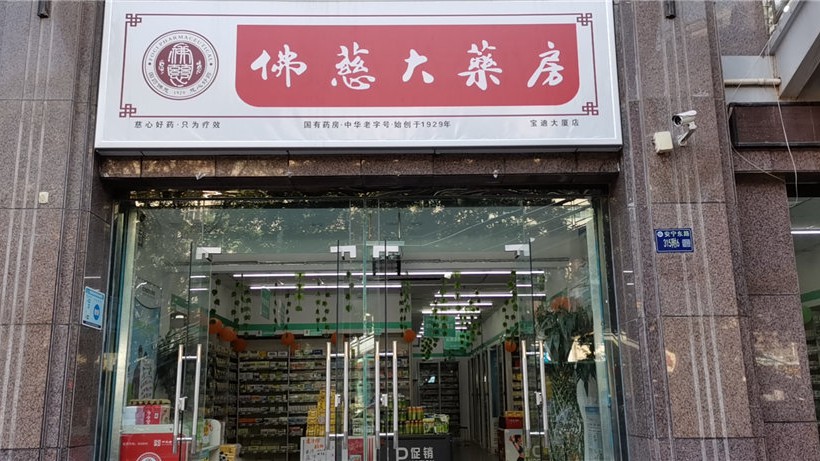 佛慈大藥房
慈心好药·只为疗效
国有药房·中华老字号·始创于1929年
宝迪大厦店
安宁东路
促销